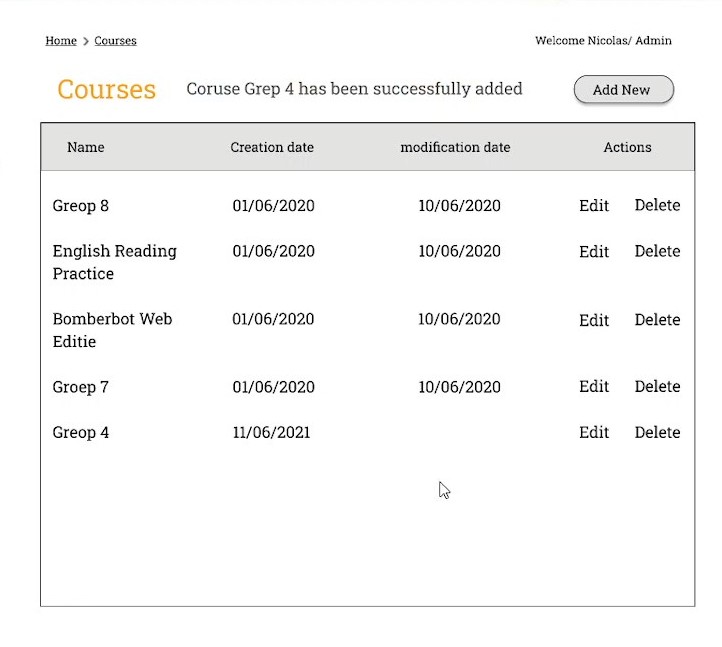 Home > Courses Welcome Nicolas/ Admin
Courses Coruse Grep 4 has been successfully added Add New
Name Creation date modification date Actions
Greop 8 01/06/2020 10/06/2020 Edit Delete
English Reading 01/06/2020 10/06/2020 Edit Delete
Practice
Bomberbot Web 01/06/2020 10/06/2020 Edit Delete
Editie
Groep 7 01/06/2020 10/06/2020 Edit Delete
Greop 4 11/06/2021 Edit Delete